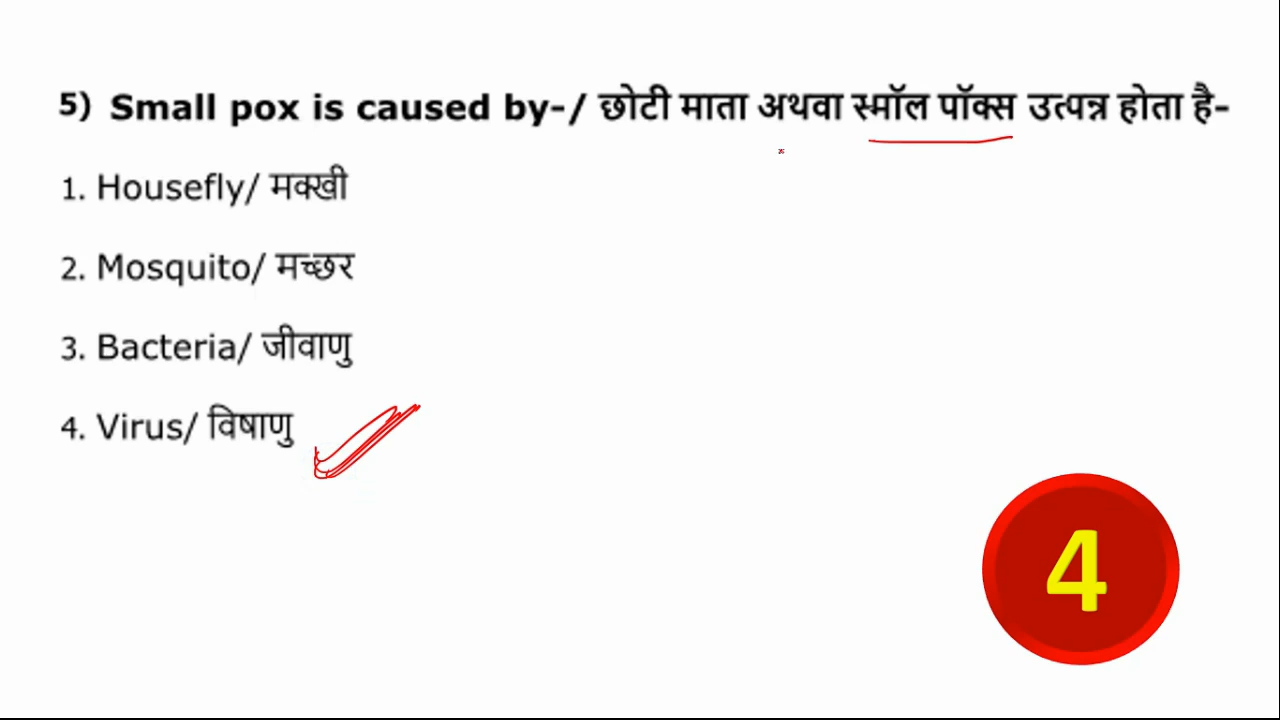 5) Small pox is caused by-/ छोटी माता अथवा स्मॉल पॉक्स उत्पन्न होता है-
1. Housefly/ मक्खी
2. Mosquito/ मच्छर
3. Bacteria/ जीवाणु
4. Virus/ विषाणु
4